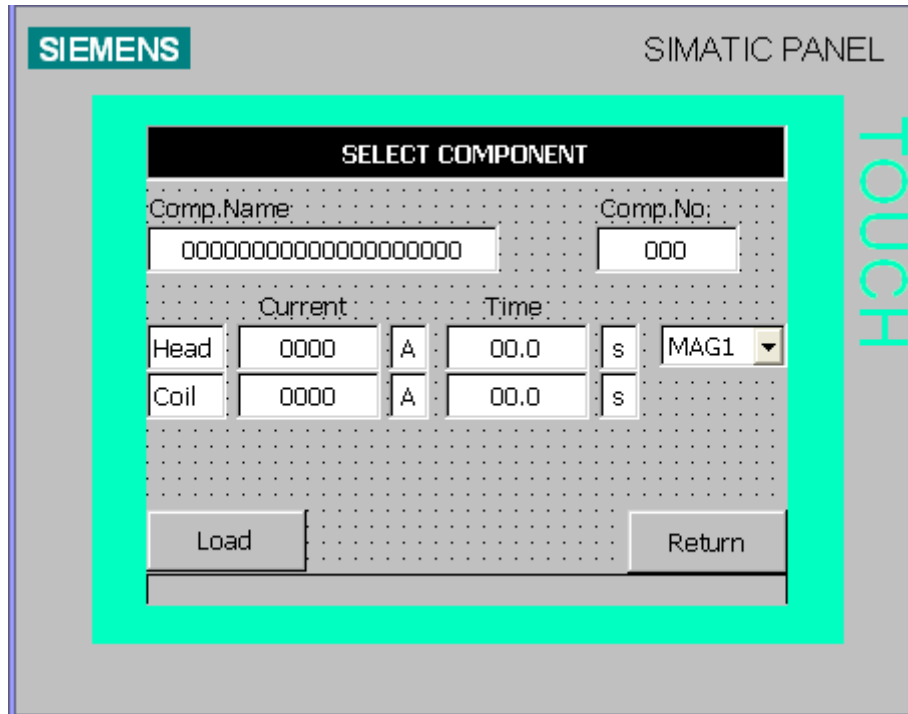 SIEMENS
SIMATIC PANEL
TOUCH
SELECT COMPONENT
Comp.Name
Comp.No:
00000000000000000000
000
Current
Time
Head 0000 A 00.0 s MAG1
Coil 0000 A 00.0 s
Load
Return